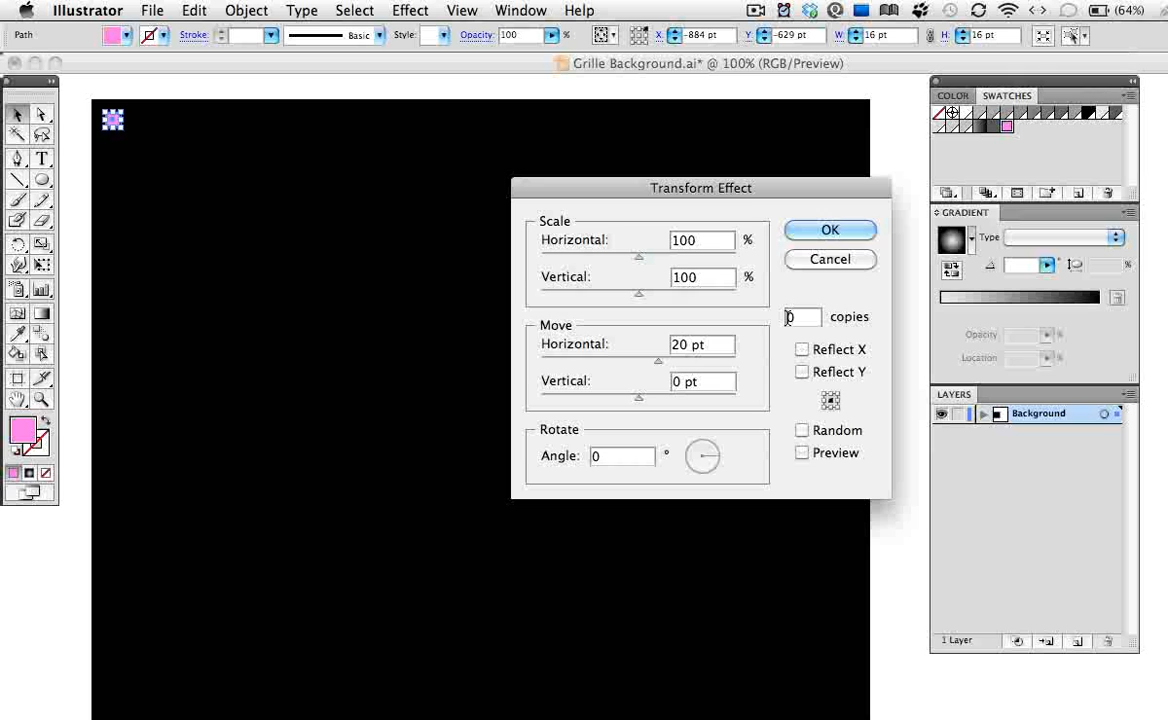 Illustrator File Edit Object Type Select Effect View Window Help (64%)
Path Stroke: Basic Style: Opacity: 100 % X: -884 pt Y: -629 pt W: 16 pt H: 16 pt
Grille Background.ai* @ 100% (RGB/Preview)
COLOR SWATCHES
Transform Effect
Scale
Horizontal: 100 %
Vertical: 100 %
OK
Cancel
0 copies
Move
Horizontal: 20 pt
Vertical: 0 pt
Reflect X
Reflect Y
Rotate
Angle: 0 °
Random
Preview
GRADIENT
Type
° %
Opacity
Location
LAYERS
Background
1 Layer